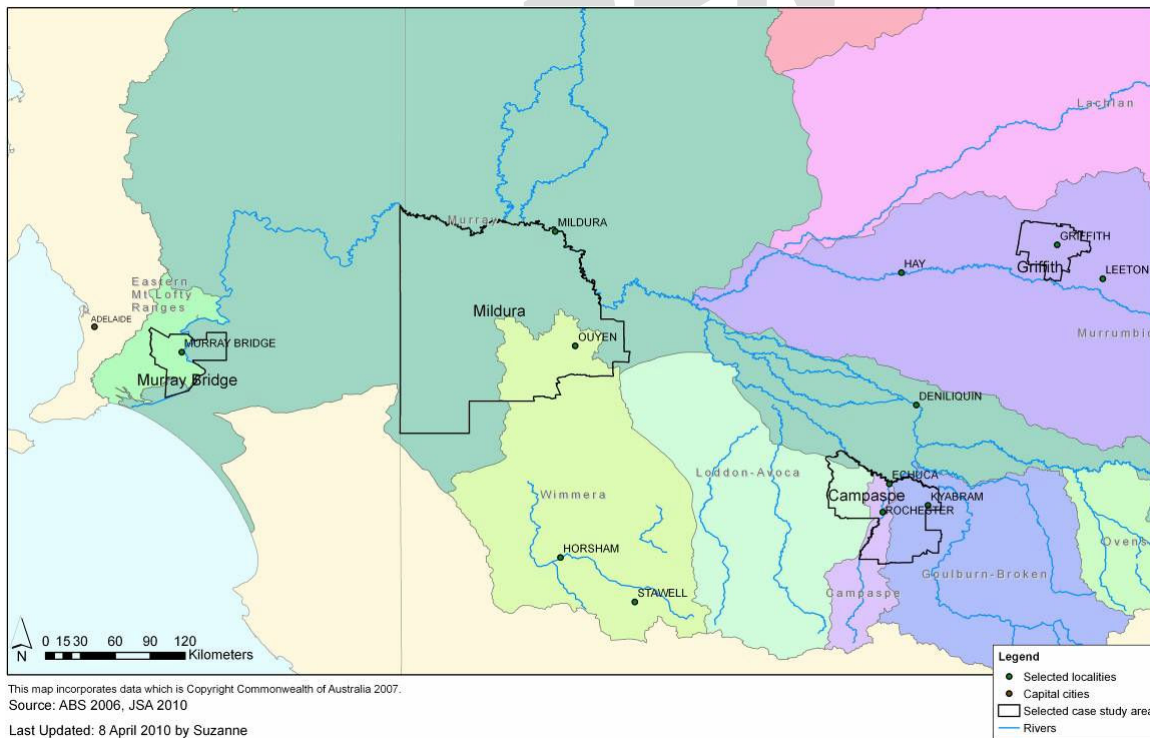 Lachlan
Murray
MILDURA
GRIFFITH
Griffith
HAY
LEETON
Eastern
Mt Lofty
Ranges
ADELAIDE
Mildura
OUYEN
MURRAY BRIDGE
Murray Bridge
DENILIQUIN
Loddon-Avoca
ECHUCA
Campaspe
KYABRAM
ROCHESTER
Wimmera
HORSHAM
Ovens
Goulburn-Broken
Campaspe
STAWELL
N
0 15 30 60 90 120
Kilometers
Legend
Selected localities
Capital cities
Selected case study area
Rivers
This map incorporates data which is Copyright Commonwealth of Australia 2007.
Source: ABS 2006, JSA 2010
Last Updated: 8 April 2010 by Suzanne